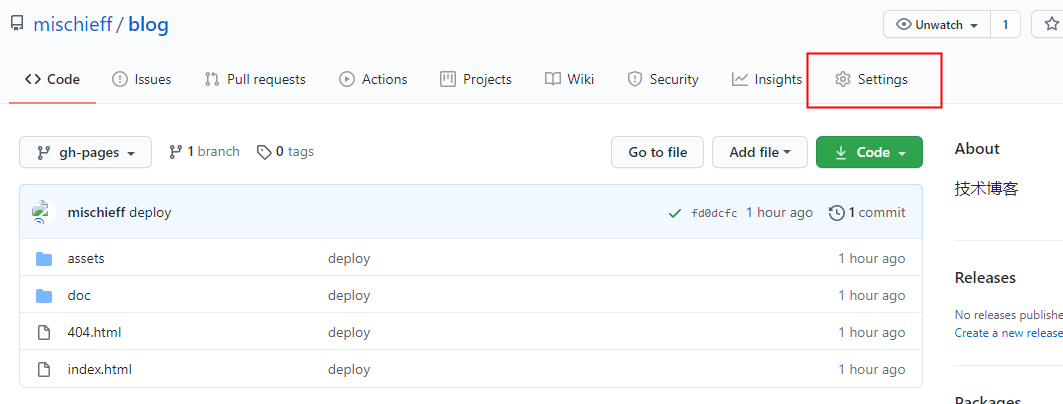 mischieff / blog
Unwatch 1
Code Issues Pull requests Actions Projects Wiki Security Insights Settings
gh-pages 1 branch 0 tags Go to file Add file Code
mischieff deploy fd0dcfc 1 hour ago 1 commit
assets deploy 1 hour ago
doc deploy 1 hour ago
404.html deploy 1 hour ago
index.html deploy 1 hour ago
About
技术博客
Releases
No releases publishe
Create a new release
Packages